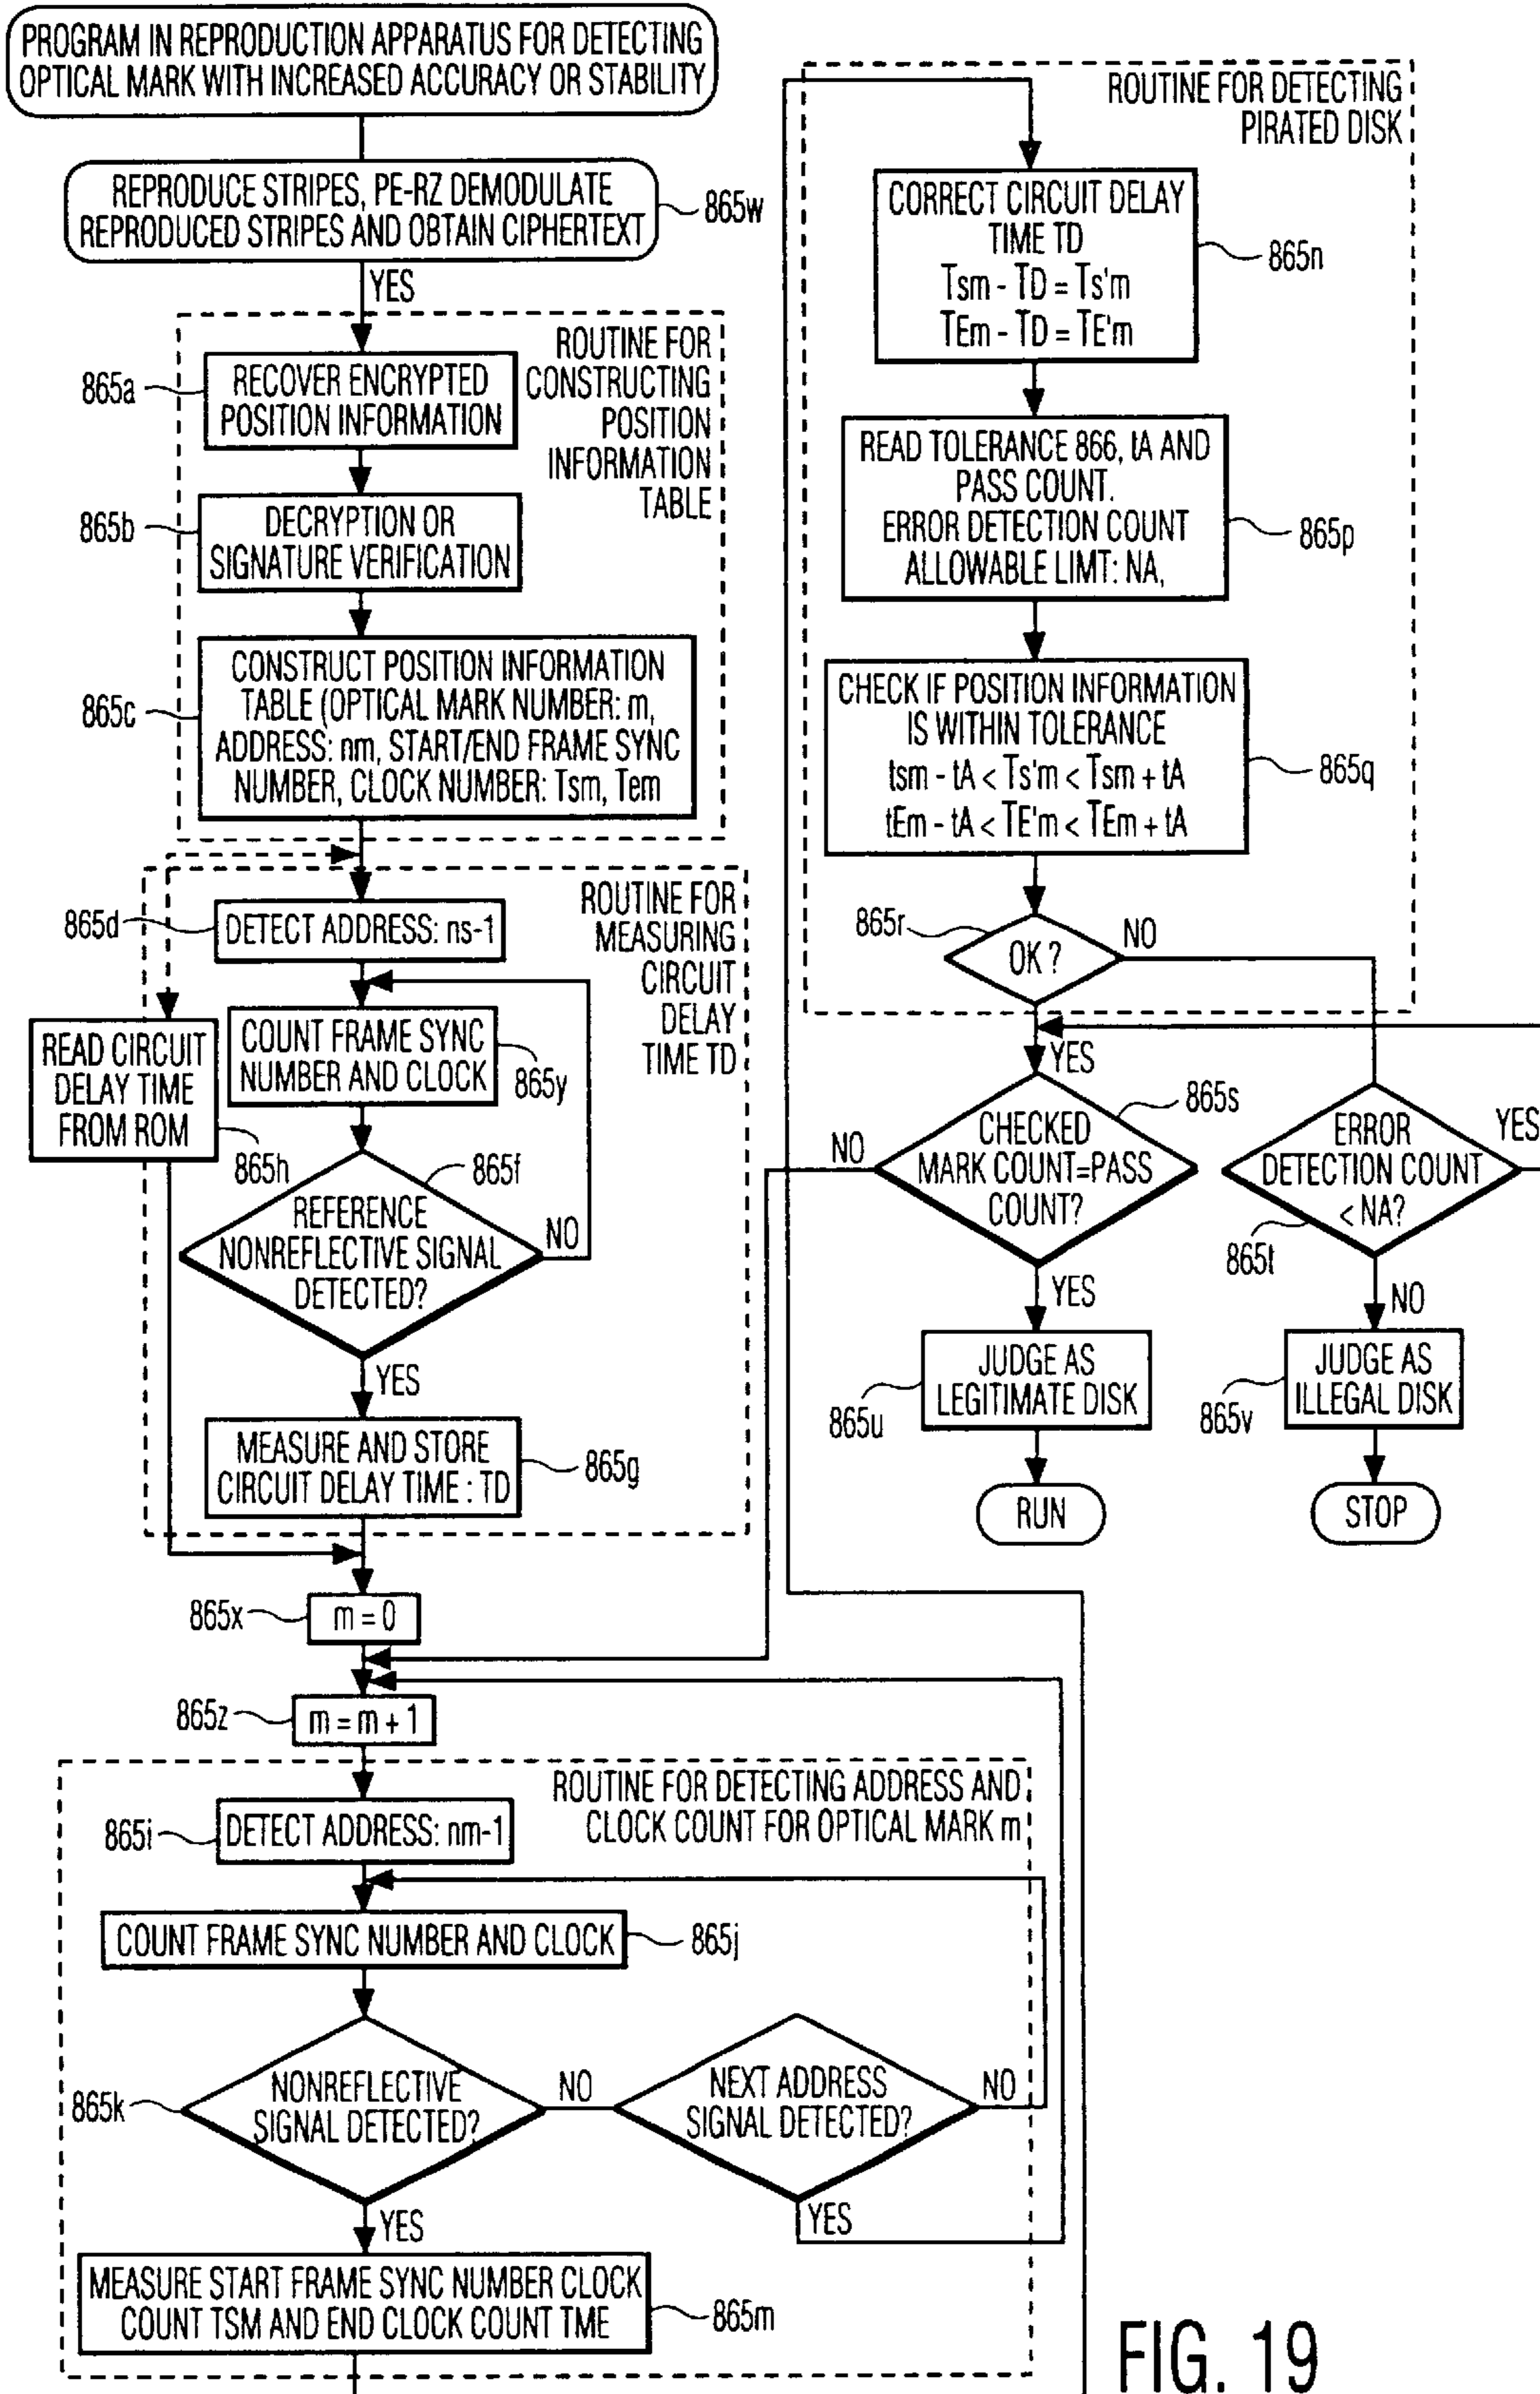 PROGRAM IN REPRODUCTION APPARATUS FOR DETECTING
OPTICAL MARK WITH INCREASED ACCURACY OR STABILITY
REPRODUCE STRIPES, PE-RZ DEMODULATE
REPRODUCED STRIPES AND OBTAIN CIPHERTEXT
865w
YES
ROUTINE FOR
CONSTRUCTING
POSITION
INFORMATION
TABLE
865a
RECOVER ENCRYPTED
POSITION INFORMATION
865b
DECRYPTION OR
SIGNATURE VERIFICATION
865c
CONSTRUCT POSITION INFORMATION
TABLE (OPTICAL MARK NUMBER: m,
ADDRESS: nm, START/END FRAME SYNC
NUMBER, CLOCK NUMBER: Tsm, Tem
ROUTINE FOR
MEASURING
CIRCUIT
DELAY
TIME TD
865d
DETECT ADDRESS: ns-1
COUNT FRAME SYNC
NUMBER AND CLOCK
865y
READ CIRCUIT
DELAY TIME
FROM ROM
865h
865f
REFERENCE
NONREFLECTIVE SIGNAL
DETECTED?
NO
YES
MEASURE AND STORE
CIRCUIT DELAY TIME : TD
865g
865x
m = 0
865z
m = m + 1
ROUTINE FOR DETECTING ADDRESS AND
CLOCK COUNT FOR OPTICAL MARK m
865i
DETECT ADDRESS: nm-1
COUNT FRAME SYNC NUMBER AND CLOCK
865j
865k
NONREFLECTIVE
SIGNAL DETECTED?
NO
NEXT ADDRESS
SIGNAL DETECTED?
NO
YES
YES
MEASURE START FRAME SYNC NUMBER CLOCK
COUNT TSM AND END CLOCK COUNT TME
865m
ROUTINE FOR DETECTING
PIRATED DISK
CORRECT CIRCUIT DELAY
TIME TD
Tsm - TD = Ts'm
TEm - TD = TE'm
865n
READ TOLERANCE 866, tA AND
PASS COUNT.
ERROR DETECTION COUNT
ALLOWABLE LIMT: NA,
865p
CHECK IF POSITION INFORMATION
IS WITHIN TOLERANCE
tsm - tA < Ts'm < Tsm + tA
tEm - tA < TE'm < TEm + tA
865q
865r
OK ?
NO
YES
865s
CHECKED
MARK COUNT=PASS
COUNT?
NO
YES
ERROR
DETECTION COUNT
< NA?
YES
865t
NO
865u
JUDGE AS
LEGITIMATE DISK
RUN
865v
JUDGE AS
ILLEGAL DISK
STOP
FIG. 19